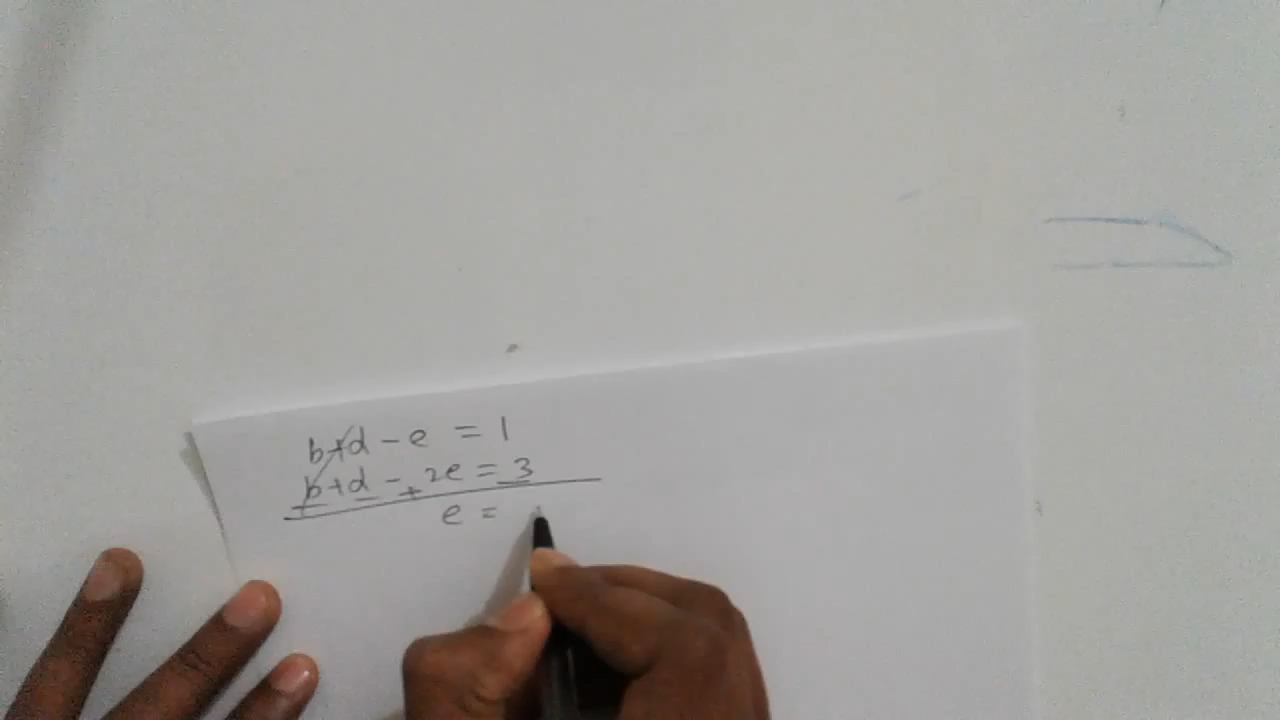 b+d-e = 1
b+d-2e = 3
- - + -
e =